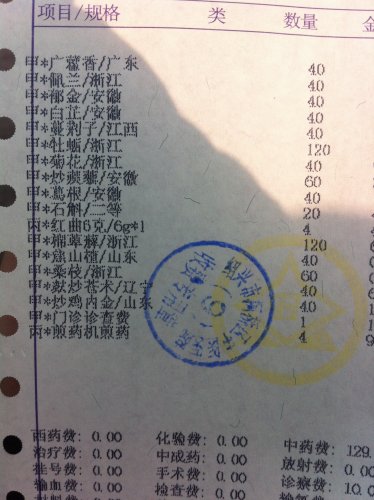 项目/规格 类 数量 金
甲*广藿香/广东 40
甲*佩兰/浙江 40
甲*郁金/安徽 40
甲*白芷/安徽 40
甲*蔓荆子/江西 40
甲*牡蛎/浙江 120
甲*菊花/浙江 40
甲*炒蒺藜/安徽 60
甲*葛根/安徽 40
甲*石斛/二等 20
丙*红曲6克/6g*1 4
甲*绵萆薢/浙江 120
甲*焦山楂/山东 40
甲*桑枝/浙江 60
甲*麸炒苍术/辽宁 40
甲*炒鸡内金/山东 40
甲*门诊诊查费 1
丙*煎药机煎药 4
西药费: 0.00 化验费: 0.00 中药费: 129.
治疗费: 0.00 中成药: 0.00 放射费: 0.00
挂号费: 0.00 手术费: 0.00 诊疗费: 10.0
输血费: 0.00 检查费: 0.00